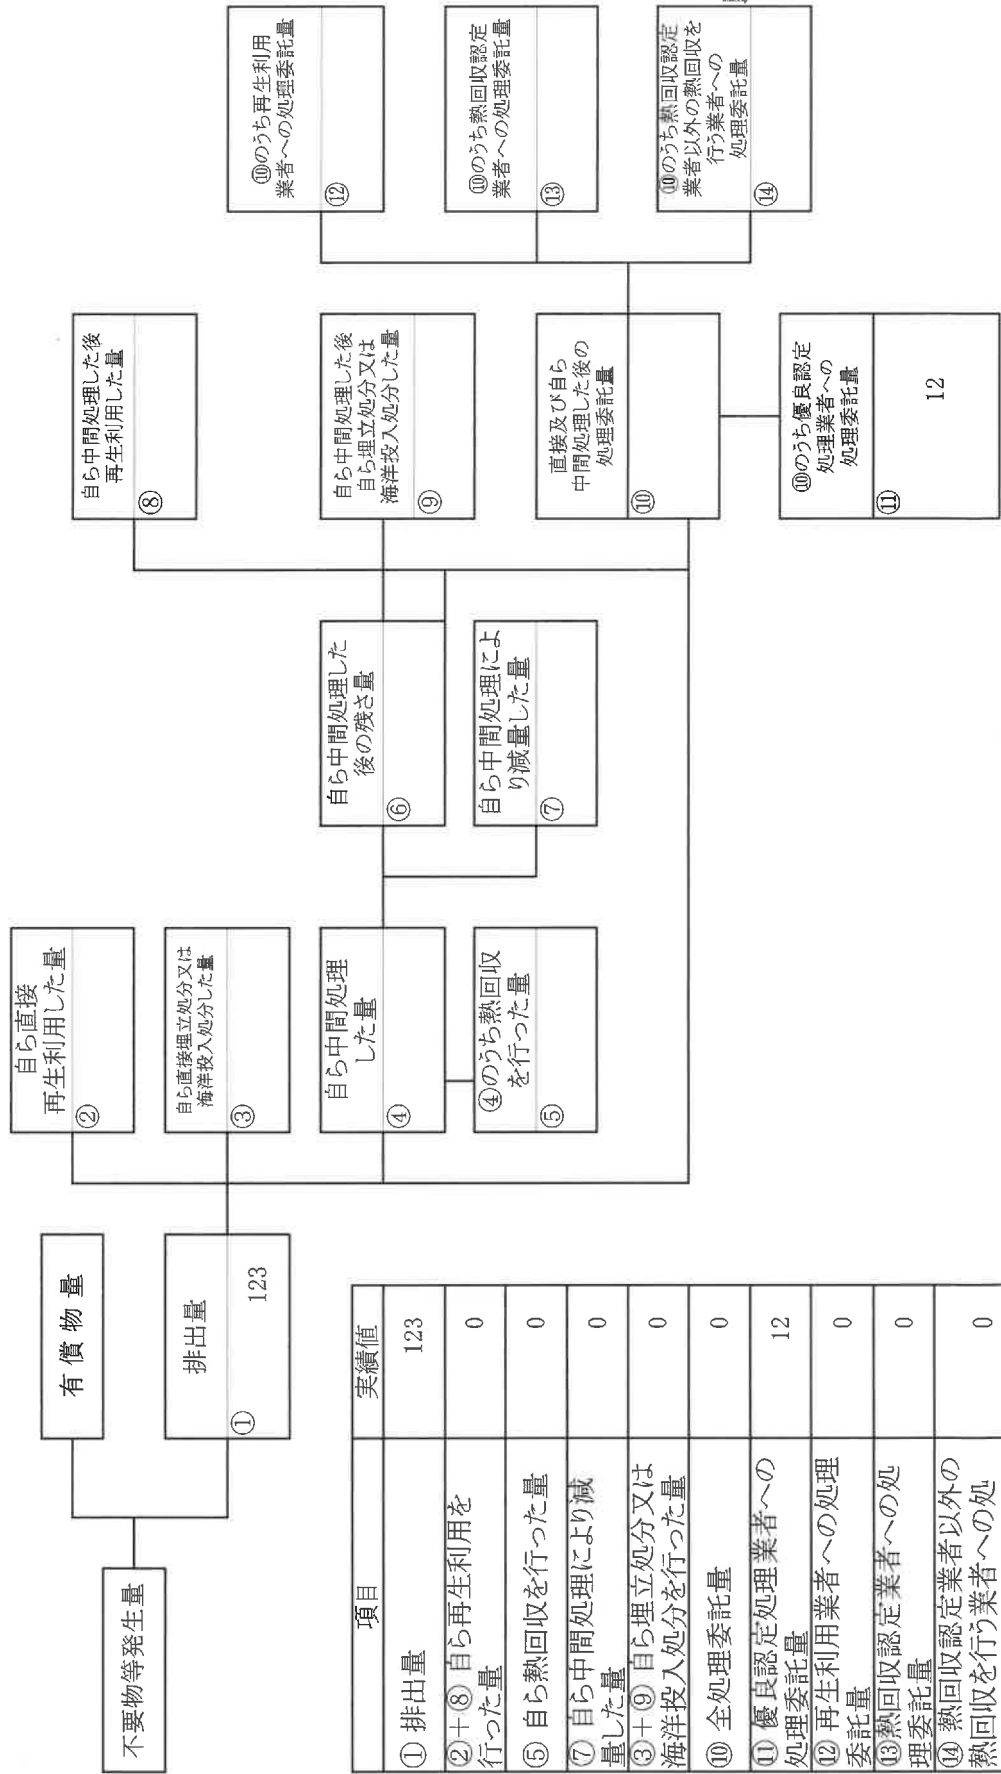 不要物等発生量
有償物量
排出量
①
123
自ら直接
再生利用した量
②
自ら直接埋立処分又は
海洋投入処分した量
③
自ら中間処理
した量
④
④のうち熱回収
を行った量
⑤
自ら中間処理した
後の残さ量
⑥
自ら中間処理によ
り減量した量
⑦
自ら中間処理した後
再生利用した量
⑧
自ら中間処理した後
自ら埋立処分又は
海洋投入処分した量
⑨
直接及び自ら
中間処理した後の
処理委託量
⑩
⑩のうち優良認定
処理業者への
処理委託量
⑪
12
⑩のうち再生利用
業者への処理委託量
⑫
⑩のうち熱回収認定
業者への処理委託量
⑬
⑩のうち熱回収認定
業者以外の熱回収を
行う業者への
処理委託量
⑭
項目 実績値
① 排出量 123
②+⑧ 自ら再生利用を
行った量 0
⑤ 自ら熱回収を行った量 0
⑦ 自ら中間処理により減
量した量 0
③+⑨ 自ら埋立処分又は
海洋投入処分を行った量 0
⑩ 全処理委託量 0
⑪ 優良認定処理業者への
処理委託量 12
⑫ 再生利用業者への処理
委託量 0
⑬熱回収認定業者への処
理委託量 0
⑭ 熱回収認定業者以外の
熱回収を行う業者への処 0